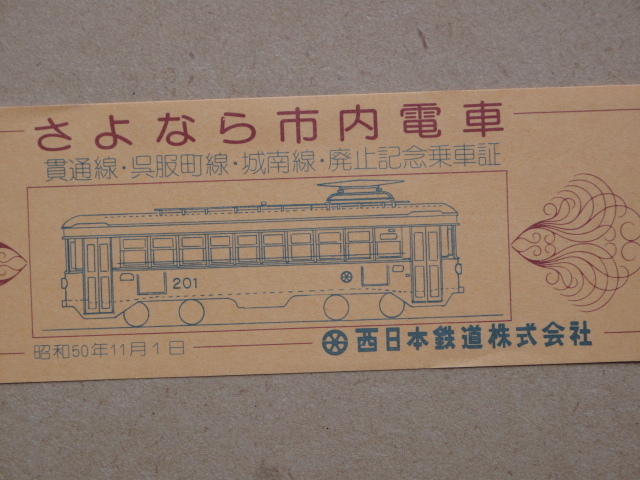 さよなら市内電車
貫通線・呉服町線・城南線・廃止記念乗車証
201
昭和50年11月1日
西日本鉄道株式会社